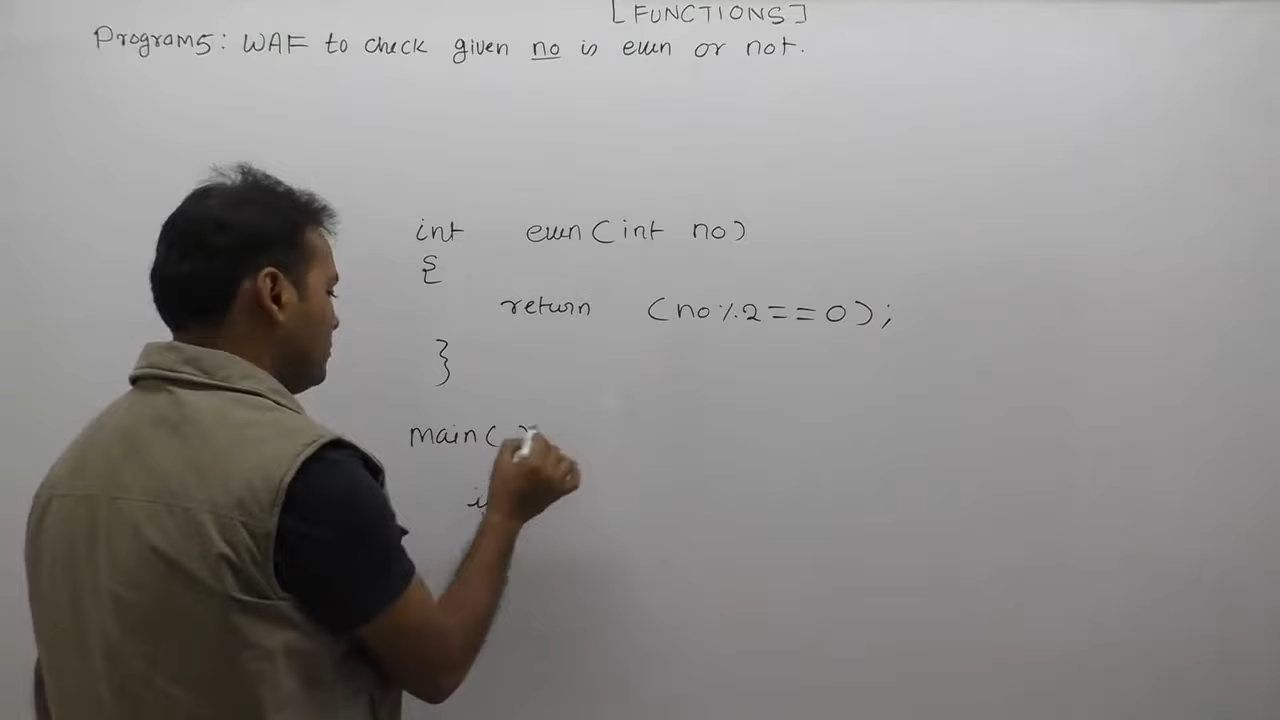 [FUNCTIONS]
Program5: WAF to check given no is even or not.
int even(int no)
{
return (no%2==0);
}
main( )